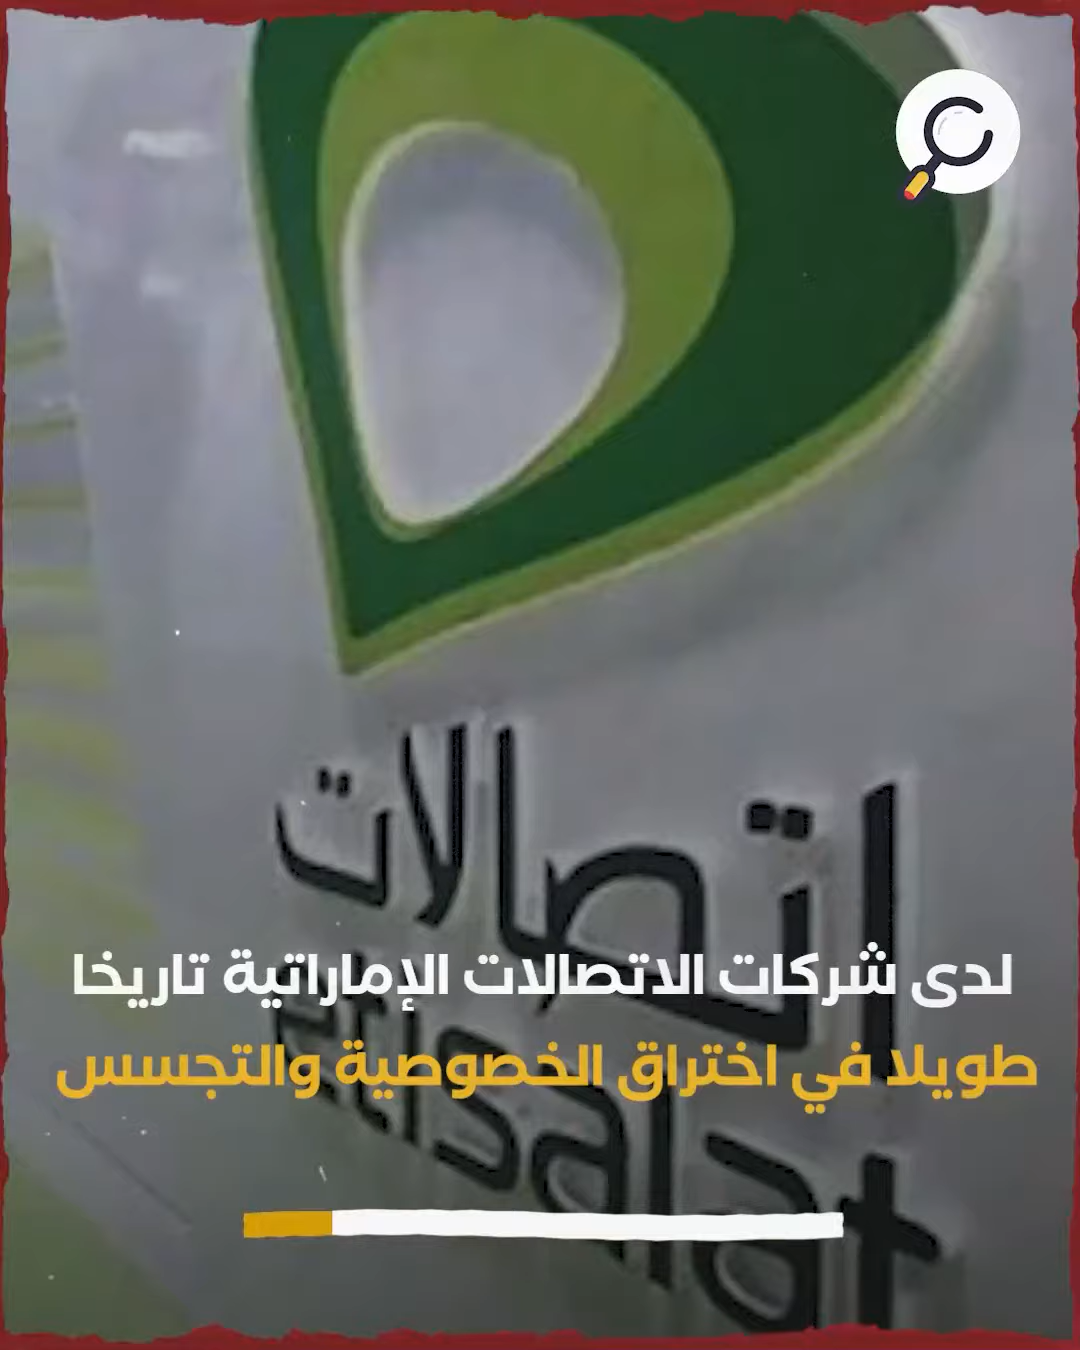 اتصالات
لدى شركات الاتصالات الإماراتية تاريخا
طويلا في اختراق الخصوصية والتجسس
etisalat